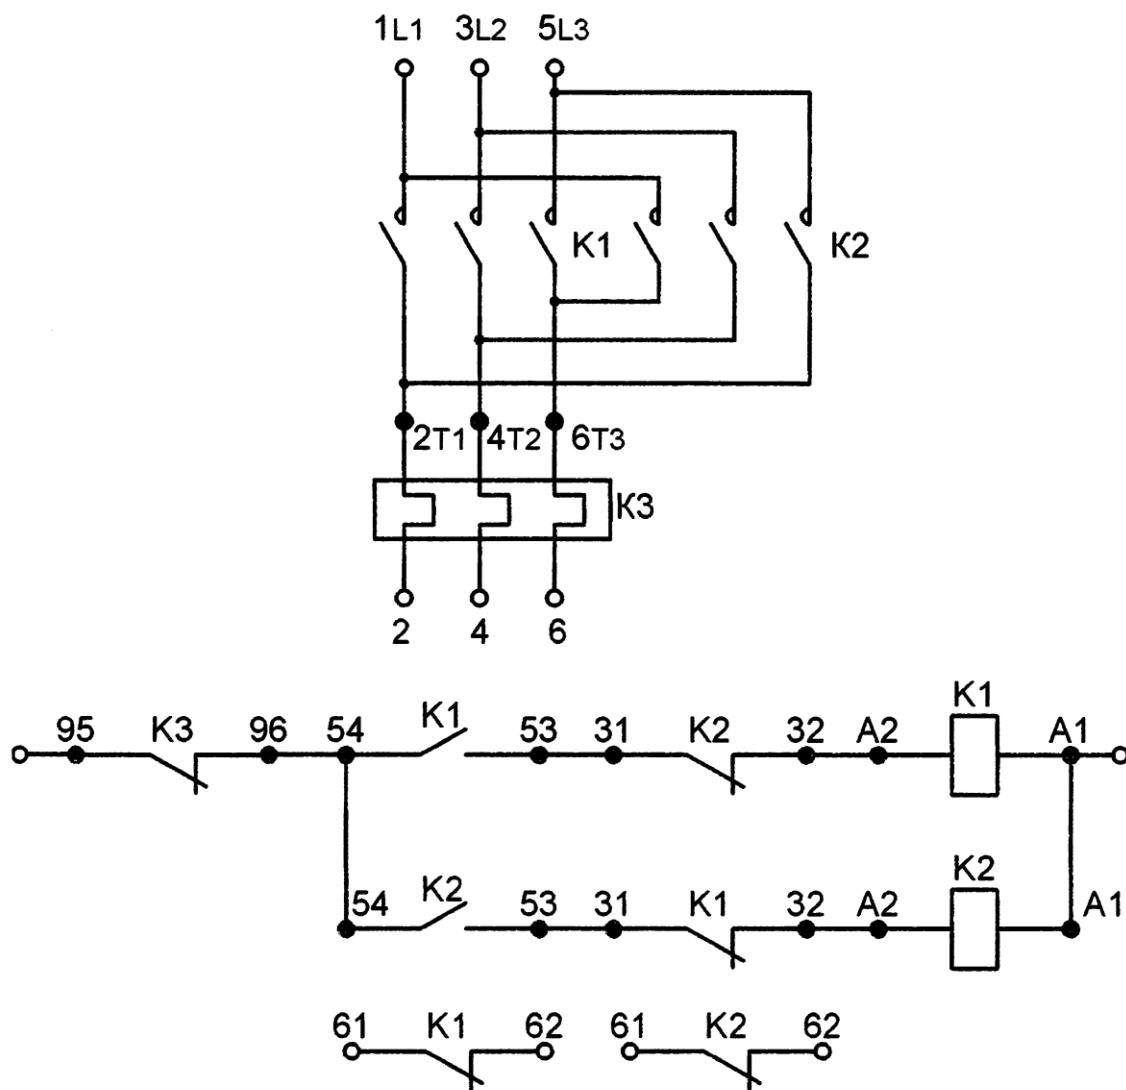 1L1 3L2 5L3
K1 K2
2T1 4T2 6T3
K3
2 4 6
95 K3 96 54 K1 53 31 K2 32 A2 K1 A1
54 K2 53 31 K1 32 A2 K2 A1
61 K1 62 61 K2 62